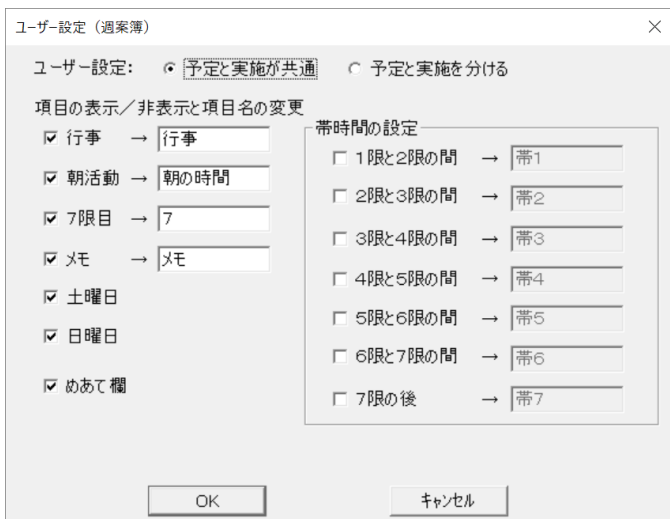 ユーザー設定（週案簿）
ユーザー設定: 予定と実施が共通 予定と実施を分ける
項目の表示／非表示と項目名の変更
行事 → 行事
朝活動 → 朝の時間
7限目 → 7
メモ → メモ
土曜日
日曜日
めあて欄
帯時間の設定
1限と2限の間 → 帯1
2限と3限の間 → 帯2
3限と4限の間 → 帯3
4限と5限の間 → 帯4
5限と6限の間 → 帯5
6限と7限の間 → 帯6
7限の後 → 帯7
OK キャンセル